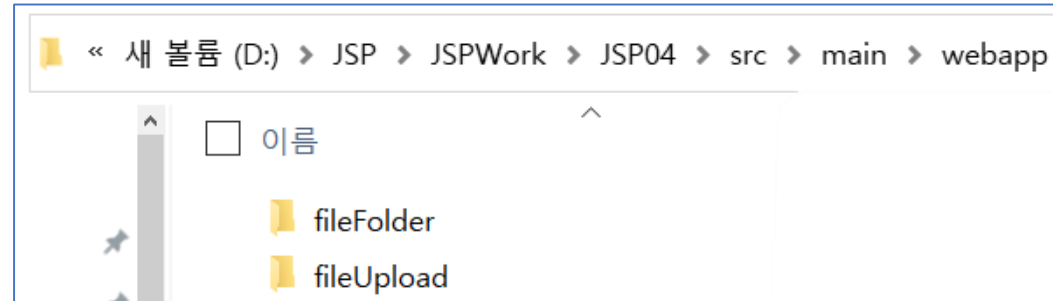 « 새 볼륨 (D:) > JSP > JSPWork > JSP04 > src > main > webapp
이름
fileFolder
fileUpload